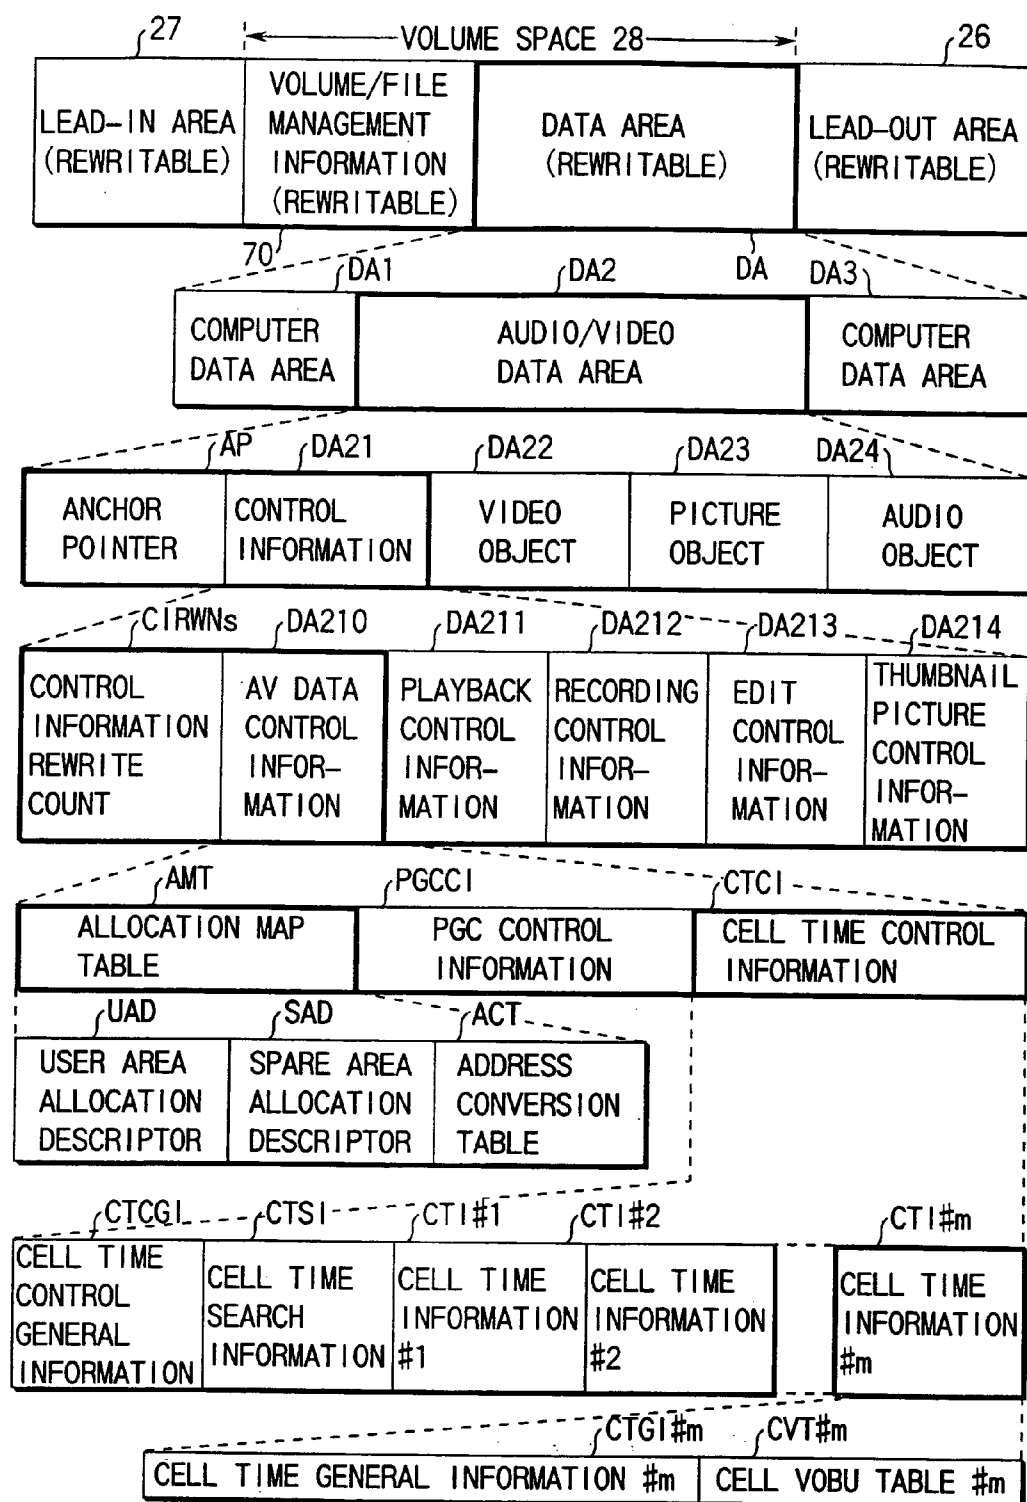 27
VOLUME SPACE 28
26
LEAD-IN AREA
(REWRITABLE)
VOLUME/FILE
MANAGEMENT
INFORMATION
(REWRITABLE)
DATA AREA
(REWRITABLE)
LEAD-OUT AREA
(REWRITABLE)
70
DA
DA1
DA2
DA3
COMPUTER
DATA AREA
AUDIO/VIDEO
DATA AREA
COMPUTER
DATA AREA
AP
DA21
DA22
DA23
DA24
ANCHOR
POINTER
CONTROL
INFORMATION
VIDEO
OBJECT
PICTURE
OBJECT
AUDIO
OBJECT
CIRWNs
DA210
DA211
DA212
DA213
DA214
CONTROL
INFORMATION
REWRITE
COUNT
AV DATA
CONTROL
INFOR-
MATION
PLAYBACK
CONTROL
INFOR-
MATION
RECORDING
CONTROL
INFOR-
MATION
EDIT
CONTROL
INFOR-
MATION
THUMBNAIL
PICTURE
CONTROL
INFOR-
MATION
AMT
PGCCI
CTCI
ALLOCATION MAP
TABLE
PGC CONTROL
INFORMATION
CELL TIME CONTROL
INFORMATION
UAD
SAD
ACT
USER AREA
ALLOCATION
DESCRIPTOR
SPARE AREA
ALLOCATION
DESCRIPTOR
ADDRESS
CONVERSION
TABLE
CTCGI
CTSI
CTI#1
CTI#2
CTI#m
CELL TIME
CONTROL
GENERAL
INFORMATION
CELL TIME
SEARCH
INFORMATION
CELL TIME
INFORMATION
#1
CELL TIME
INFORMATION
#2
CELL TIME
INFORMATION
#m
CTGI#m
CVT#m
CELL TIME GENERAL INFORMATION #m
CELL VOBU TABLE #m